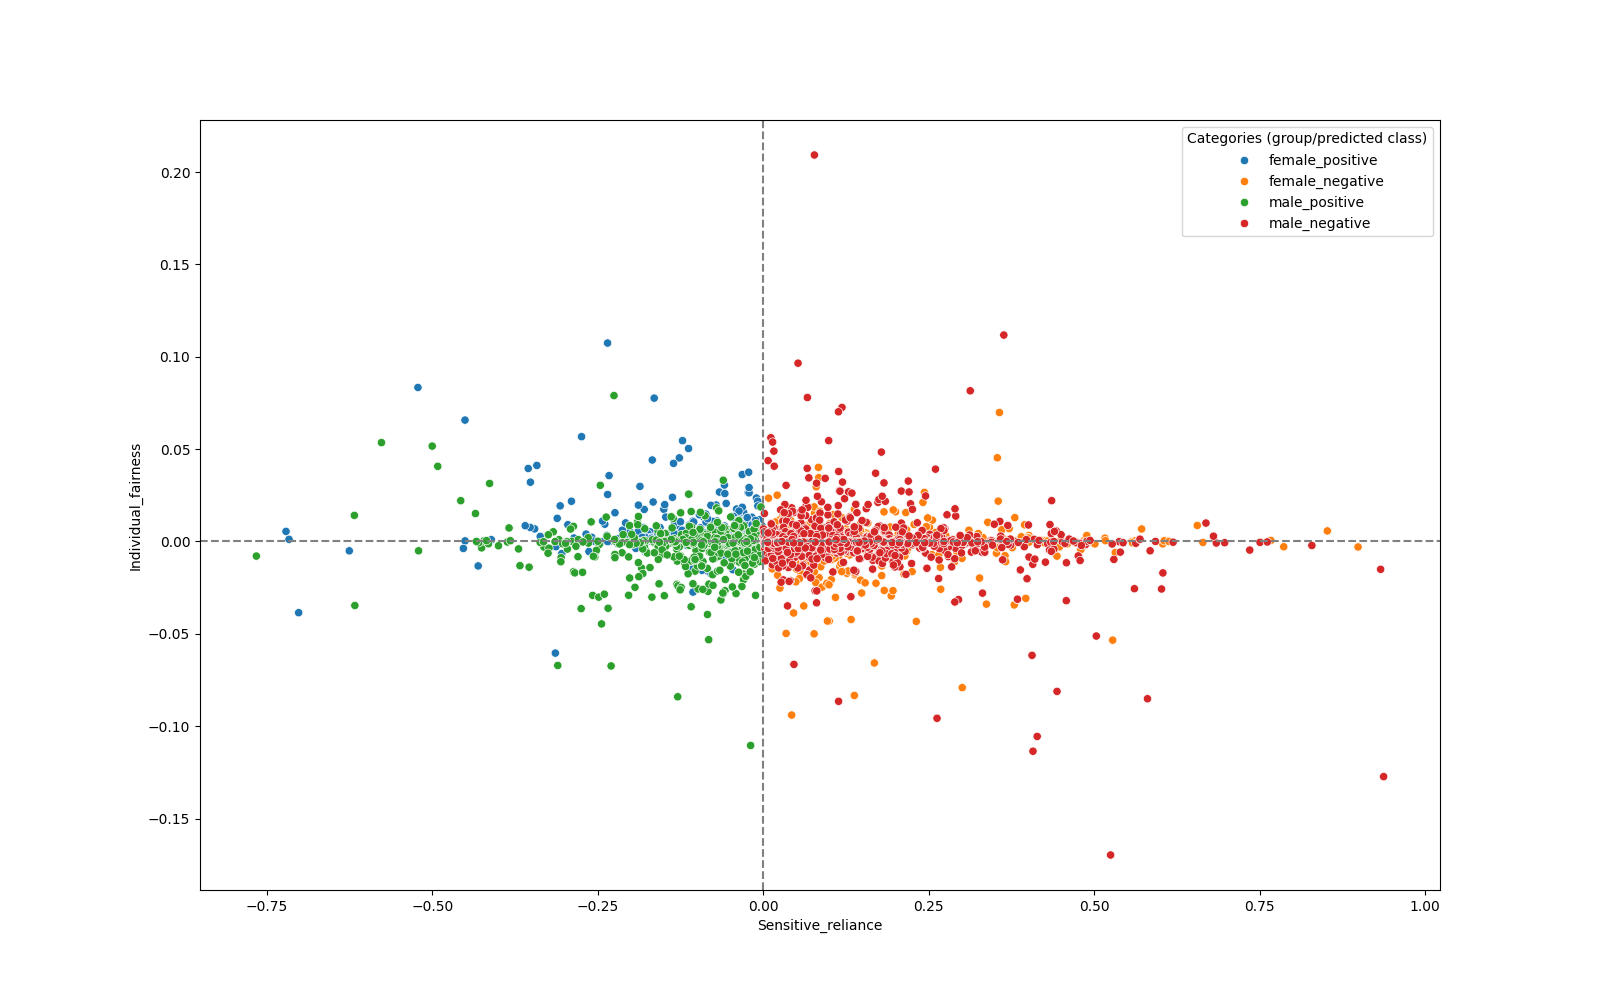 Categories (group/predicted class)
female_positive
female_negative
male_positive
male_negative
0.20
0.15
0.10
0.05
0.00
−0.05
−0.10
−0.15
Individual_fairness
−0.75
−0.50
−0.25
0.00
0.25
0.50
0.75
1.00
Sensitive_reliance